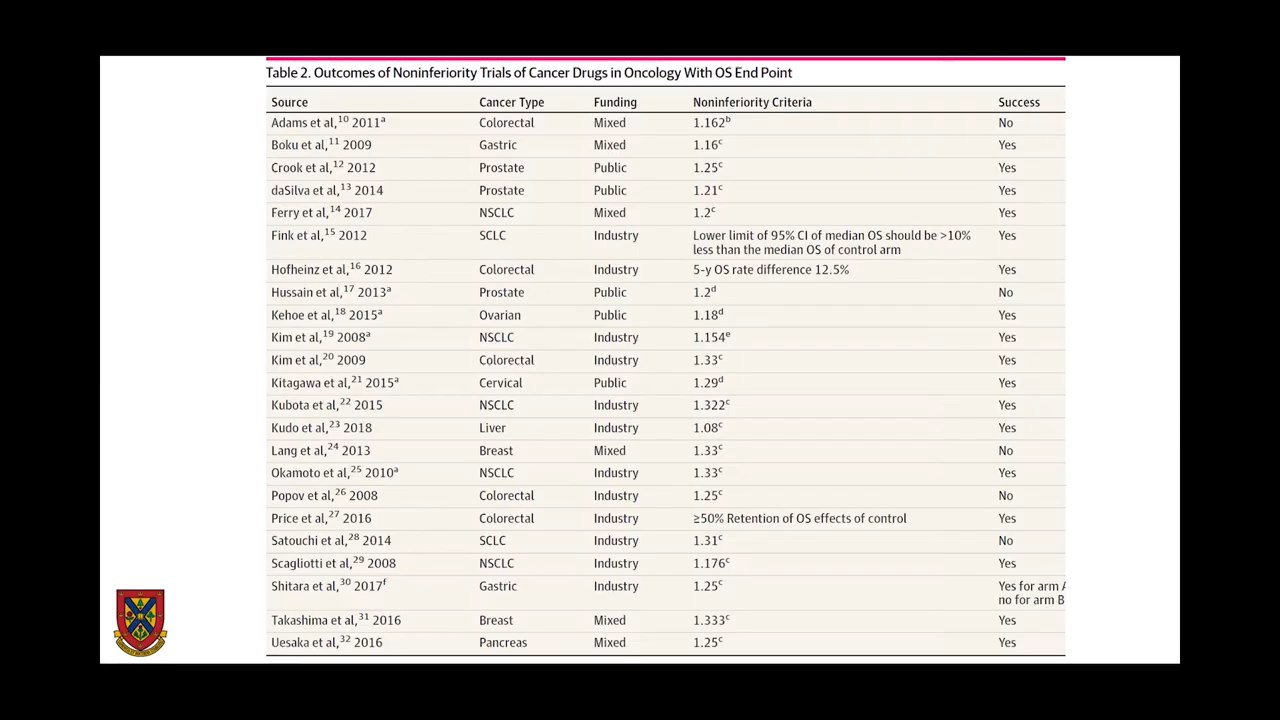 Table 2. Outcomes of Noninferiority Trials of Cancer Drugs in Oncology With OS End Point
Source Cancer Type Funding Noninferiority Criteria Success
Adams et al,10 2011a Colorectal Mixed 1.162b No
Boku et al,11 2009 Gastric Mixed 1.16c Yes
Crook et al,12 2012 Prostate Public 1.25c Yes
daSilva et al,13 2014 Prostate Public 1.21c Yes
Ferry et al,14 2017 NSCLC Mixed 1.2c Yes
Fink et al,15 2012 SCLC Industry Lower limit of 95% CI of median OS should be >10% Yes
less than the median OS of control arm
Hofheinz et al,16 2012 Colorectal Industry 5-y OS rate difference 12.5% Yes
Hussain et al,17 2013a Prostate Public 1.2d No
Kehoe et al,18 2015a Ovarian Public 1.18d Yes
Kim et al,19 2008a NSCLC Industry 1.154e Yes
Kim et al,20 2009 Colorectal Industry 1.33c Yes
Kitagawa et al,21 2015a Cervical Public 1.29d Yes
Kubota et al,22 2015 NSCLC Industry 1.322c Yes
Kudo et al,23 2018 Liver Industry 1.08c Yes
Lang et al,24 2013 Breast Mixed 1.33c No
Okamoto et al,25 2010a NSCLC Industry 1.33c Yes
Popov et al,26 2008 Colorectal Industry 1.25c No
Price et al,27 2016 Colorectal Industry ≥50% Retention of OS effects of control Yes
Satouchi et al,28 2014 SCLC Industry 1.31c No
Scagliotti et al,29 2008 NSCLC Industry 1.176c Yes
Shitara et al,30 2017f Gastric Industry 1.25c Yes for arm A
no for arm B
Takashima et al,31 2016 Breast Mixed 1.333c Yes
Uesaka et al,32 2016 Pancreas Mixed 1.25c Yes